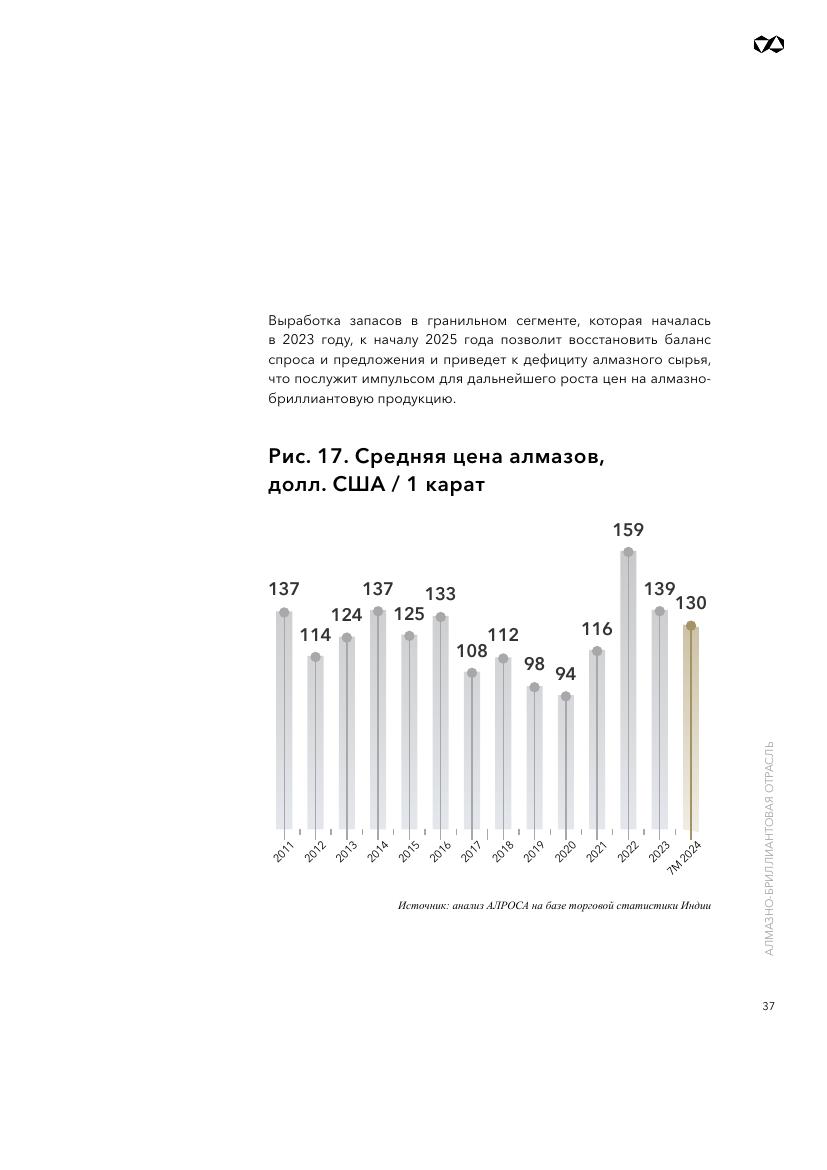 Выработка запасов в гранильном сегменте, которая началась
в 2023 году, к началу 2025 года позволит восстановить баланс
спроса и предложения и приведет к дефициту алмазного сырья,
что послужит импульсом для дальнейшего роста цен на алмазно-
бриллиантовую продукцию.
Рис. 17. Средняя цена алмазов,
долл. США / 1 карат
137
114
124
137
125
133
108
112
98
94
116
159
139
130
2011
2012
2013
2014
2015
2016
2017
2018
2019
2020
2021
2022
2023
7М 2024
Источник: анализ АЛРОСА на базе торговой статистики Индии
АЛМАЗНО-БРИЛЛИАНТОВАЯ ОТРАСЛЬ
37